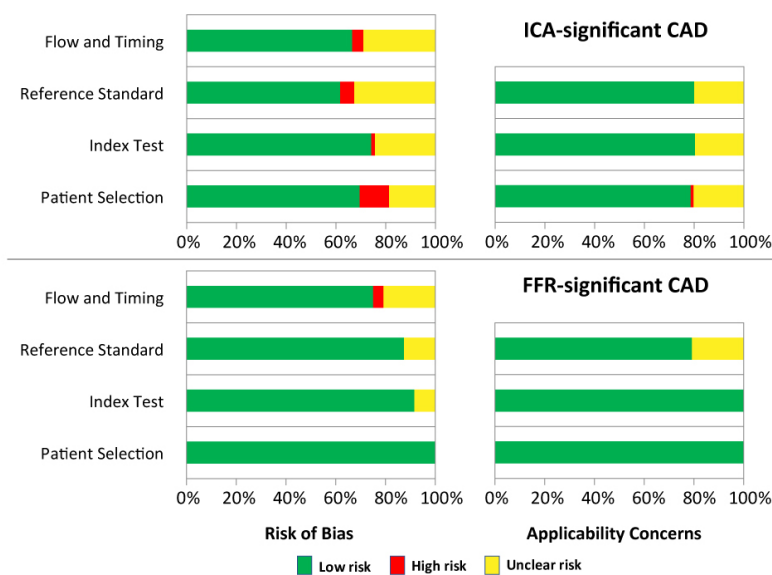 ICA-significant CAD
Flow and Timing
Reference Standard
Index Test
Patient Selection
0% 20% 40% 60% 80% 100%
0% 20% 40% 60% 80% 100%
FFR-significant CAD
Flow and Timing
Reference Standard
Index Test
Patient Selection
0% 20% 40% 60% 80% 100%
0% 20% 40% 60% 80% 100%
Risk of Bias
Applicability Concerns
Low risk High risk Unclear risk